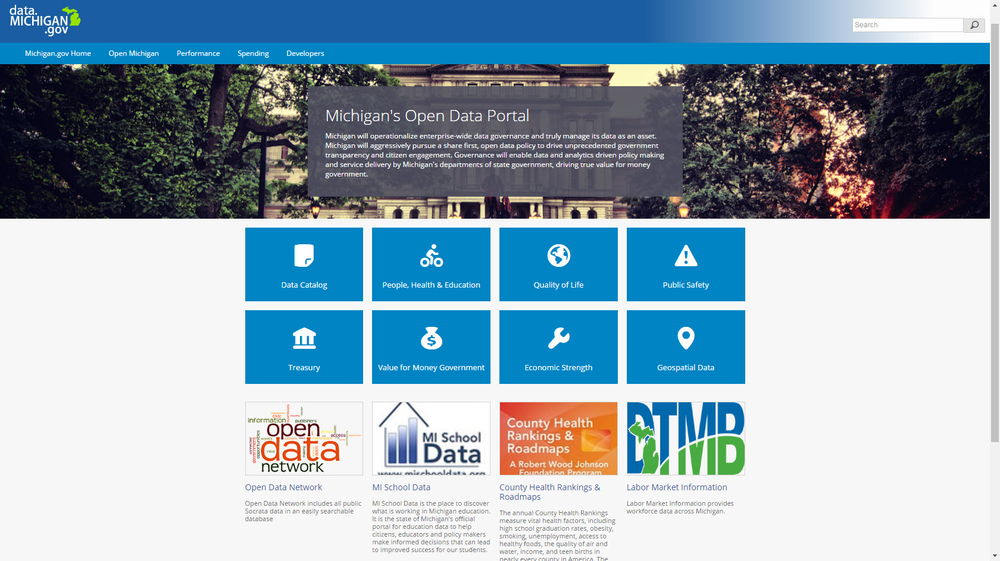 data.
MICHIGAN
.gov
Search
Michigan.gov Home
Open Michigan
Performance
Spending
Developers
Michigan's Open Data Portal
Michigan will operationalize enterprise-wide data governance and truly manage its data as an asset.
Michigan will aggressively pursue a share first, open data policy to drive unprecedented government
transparency and citizen engagement. Governance will enable data and analytics driven policy making
and service delivery by Michigan's departments of state government, driving true value for money
government.
Data Catalog
People, Health & Education
Quality of Life
Public Safety
Treasury
$
Value for Money Government
Economic Strength
Geospatial Data
civic
information
publishers
open
access
data
network
government
opportunities
value
MI School
Data
www.mischooldata.org
County Health
Rankings &
Roadmaps
A Robert Wood Johnson
Foundation Program
DTMB
Open Data Network
Open Data Network includes all public
Socrata data in an easily searchable
database
MI School Data
MI School Data is the place to discover
what is working in Michigan education.
It is the state of Michigan's official
portal for education data to help
citizens, educators and policy makers
make informed decisions that can lead
to improved success for our students.
County Health Rankings &
Roadmaps
The annual County Health Rankings
measure vital health factors, including
high school graduation rates, obesity,
smoking, unemployment, access to
healthy foods, the quality of air and
water, income, and teen births in
nearly every county in America. The
Labor Market Information
Labor Market Information provides
workforce data across Michigan.